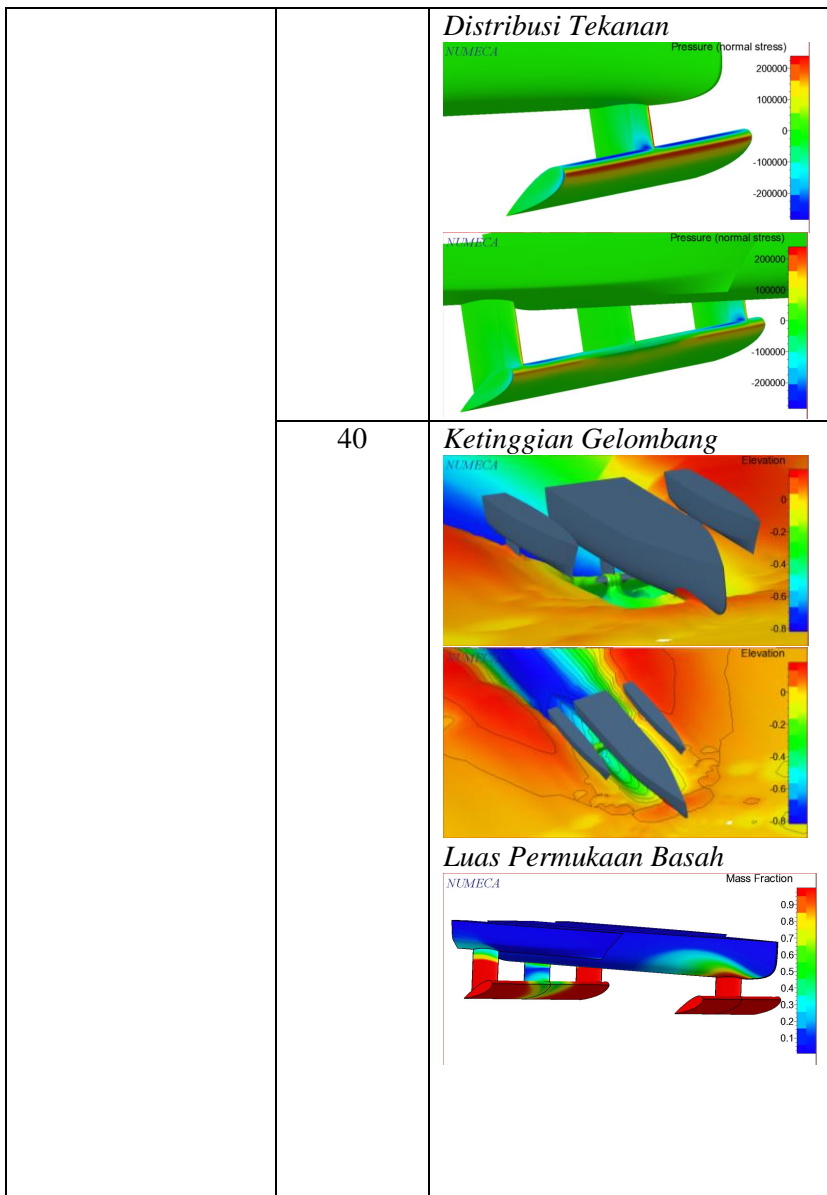 Distribusi Tekanan
NUMECA
Pressure (normal stress)
200000
100000
0
-100000
-200000
NUMECA
Pressure (normal stress)
200000
100000
0
-100000
-200000
40
Ketinggian Gelombang
NUMECA
Elevation
0
-0.2
-0.4
-0.6
-0.8
NUMECA
Elevation
0
-0.2
-0.4
-0.6
-0.8
Luas Permukaan Basah
NUMECA
Mass Fraction
0.9
0.8
0.7
0.6
0.5
0.4
0.3
0.2
0.1